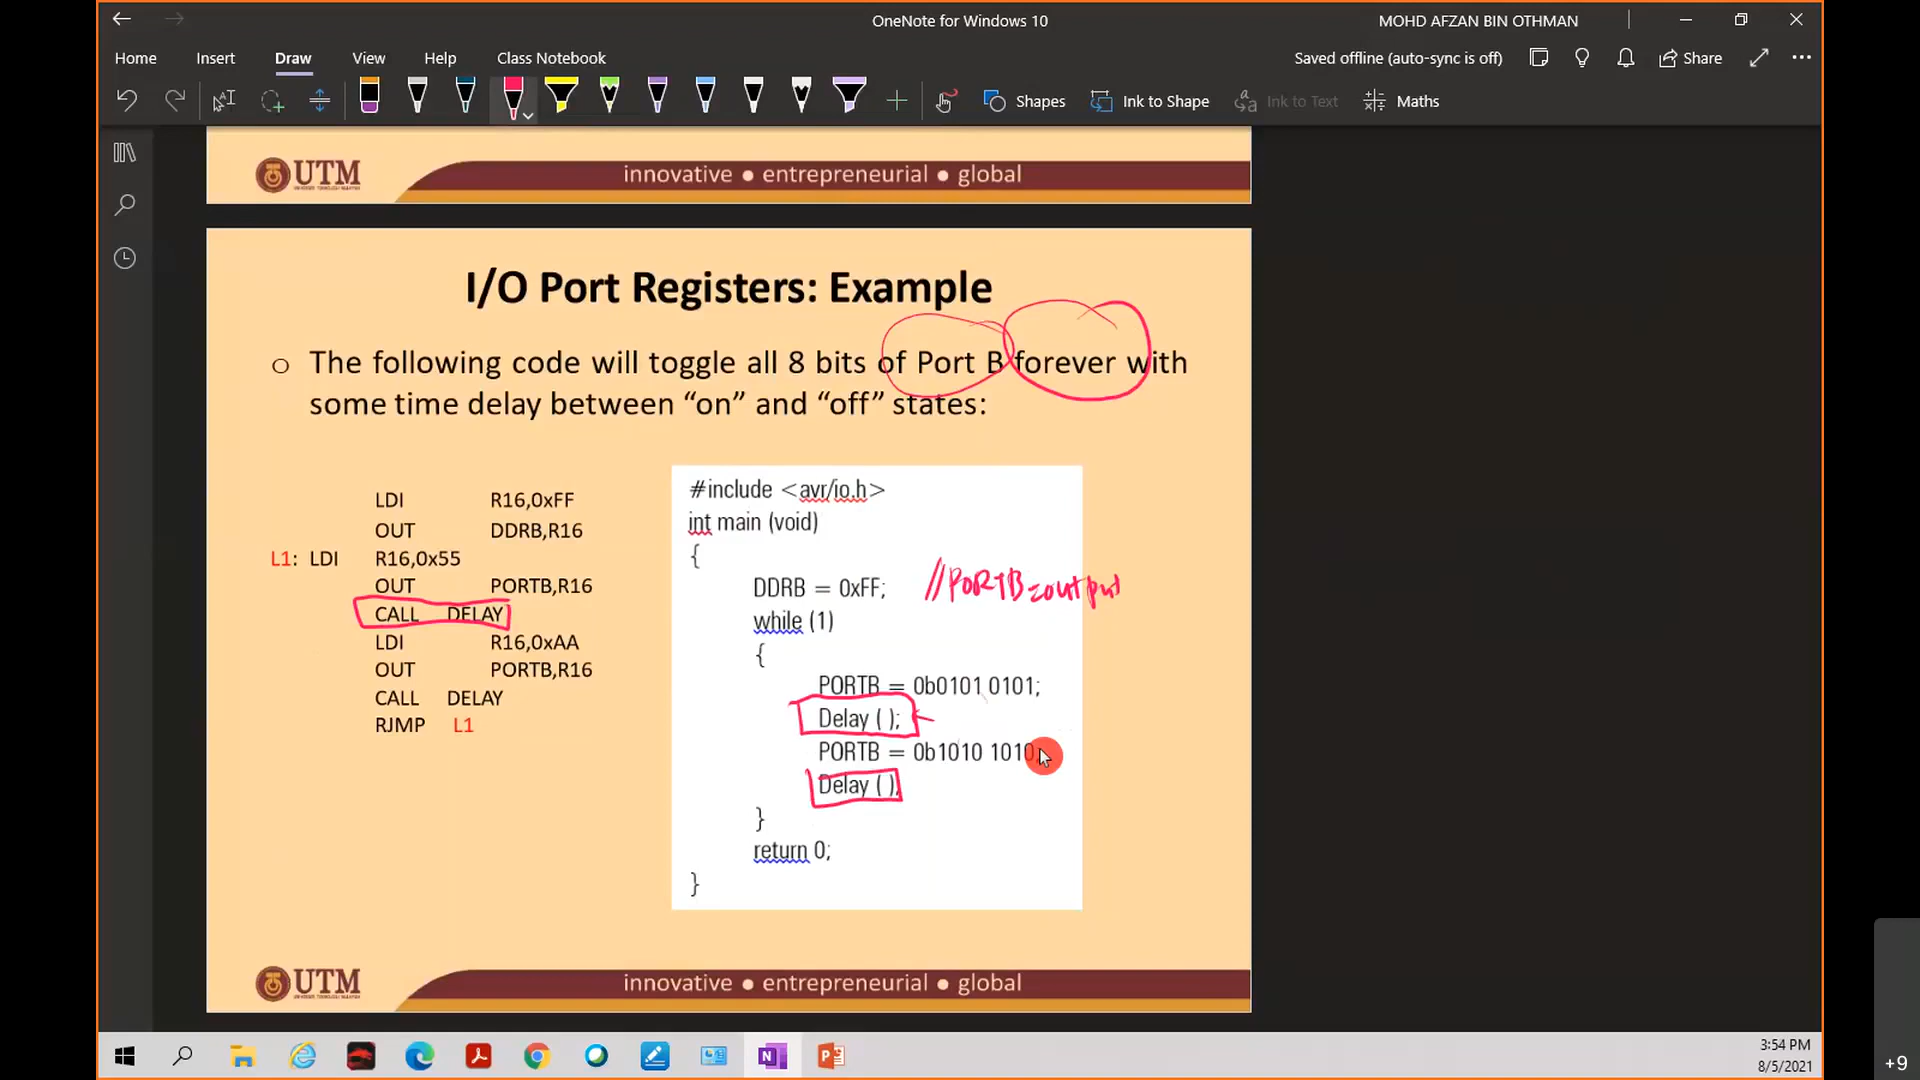 OneNote for Windows 10
MOHD AFZAN BIN OTHMAN
Home Insert Draw View Help Class Notebook
Saved offline (auto-sync is off) Share
Shapes Ink to Shape Ink to Text Maths
UTM innovative ● entrepreneurial ● global
I/O Port Registers: Example
o The following code will toggle all 8 bits of Port B forever with
some time delay between “on” and “off” states:
LDI R16,0xFF
OUT DDRB,R16
L1: LDI R16,0x55
OUT PORTB,R16
CALL DELAY
LDI R16,0xAA
OUT PORTB,R16
CALL DELAY
RJMP L1
#include <avr/io.h>
int main (void)
{
DDRB = 0xFF; //PORTB=output
while (1)
{
PORTB = 0b0101 0101;
Delay ( );
PORTB = 0b1010 1010;
Delay ( );
}
return 0;
}
UTM innovative ● entrepreneurial ● global
3:54 PM
8/5/2021
+9